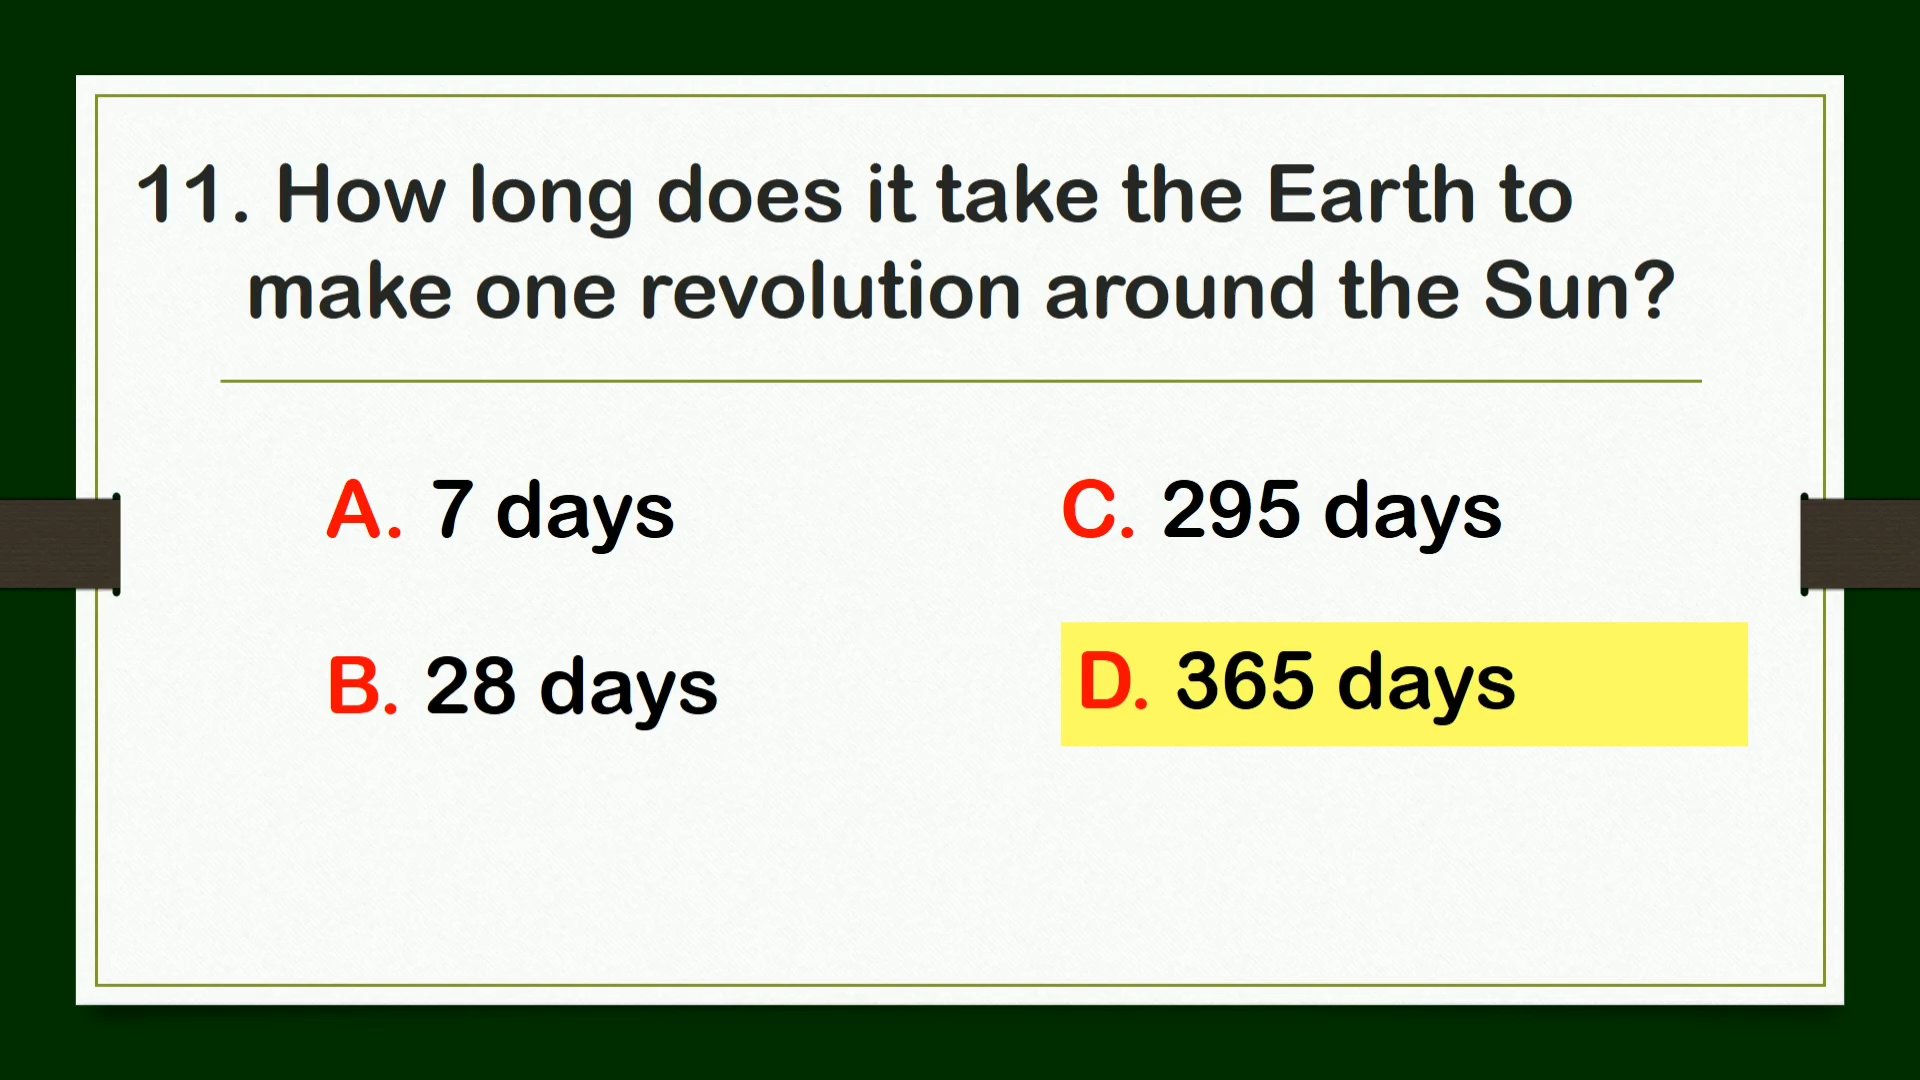 11. How long does it take the Earth to
make one revolution around the Sun?
A. 7 days
B. 28 days
C. 295 days
D. 365 days